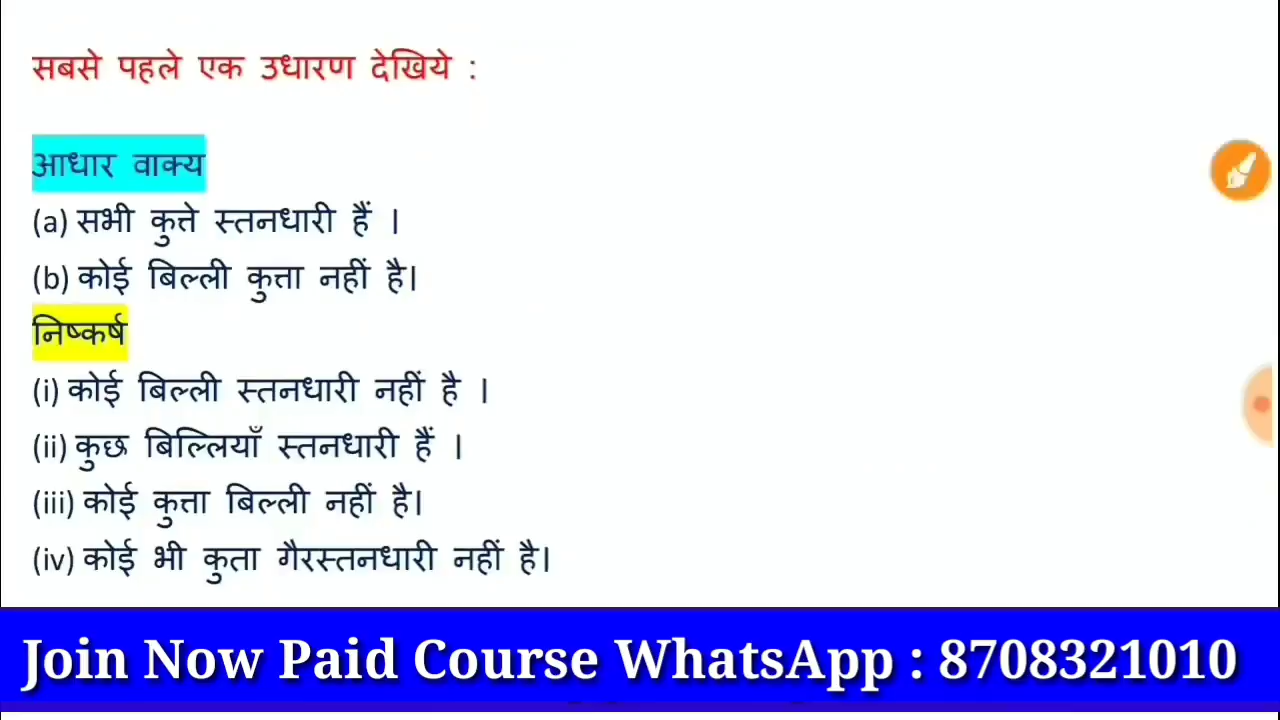 सबसे पहले एक उधारण देखिये :
आधार वाक्य
(a) सभी कुत्ते स्तनधारी हैं ।
(b) कोई बिल्ली कुत्ता नहीं है।
निष्कर्ष
(i) कोई बिल्ली स्तनधारी नहीं है ।
(ii) कुछ बिल्लियाँ स्तनधारी हैं ।
(iii) कोई कुत्ता बिल्ली नहीं है।
(iv) कोई भी कुता गैरस्तनधारी नहीं है।
Join Now Paid Course WhatsApp : 8708321010